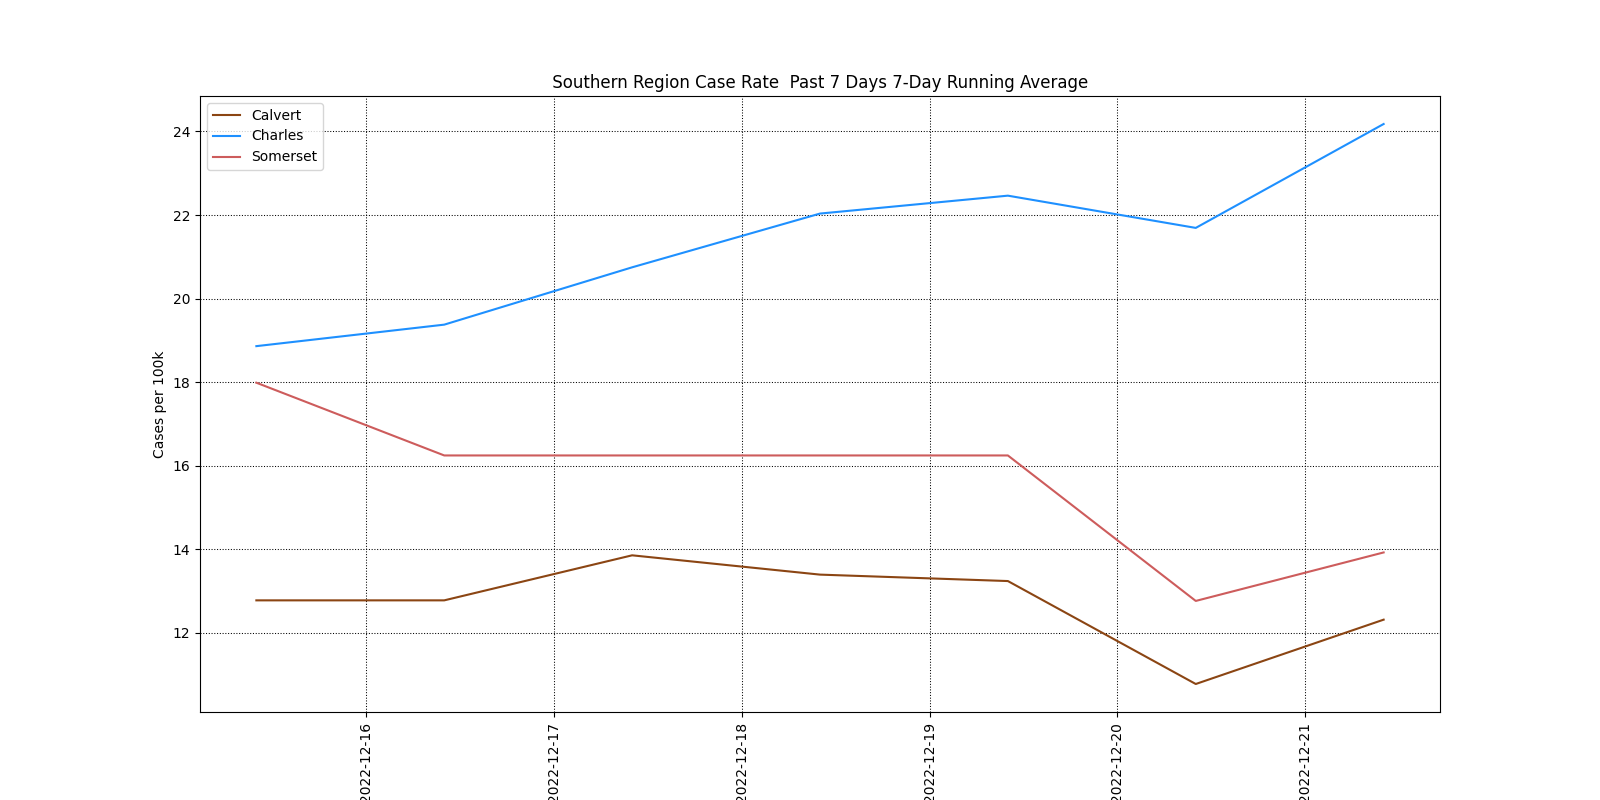 Southern Region Case Rate  Past 7 Days 7-Day Running Average
Calvert
Charles
Somerset
Cases per 100k
24
22
20
18
16
14
12
2022-12-16
2022-12-17
2022-12-18
2022-12-19
2022-12-20
2022-12-21